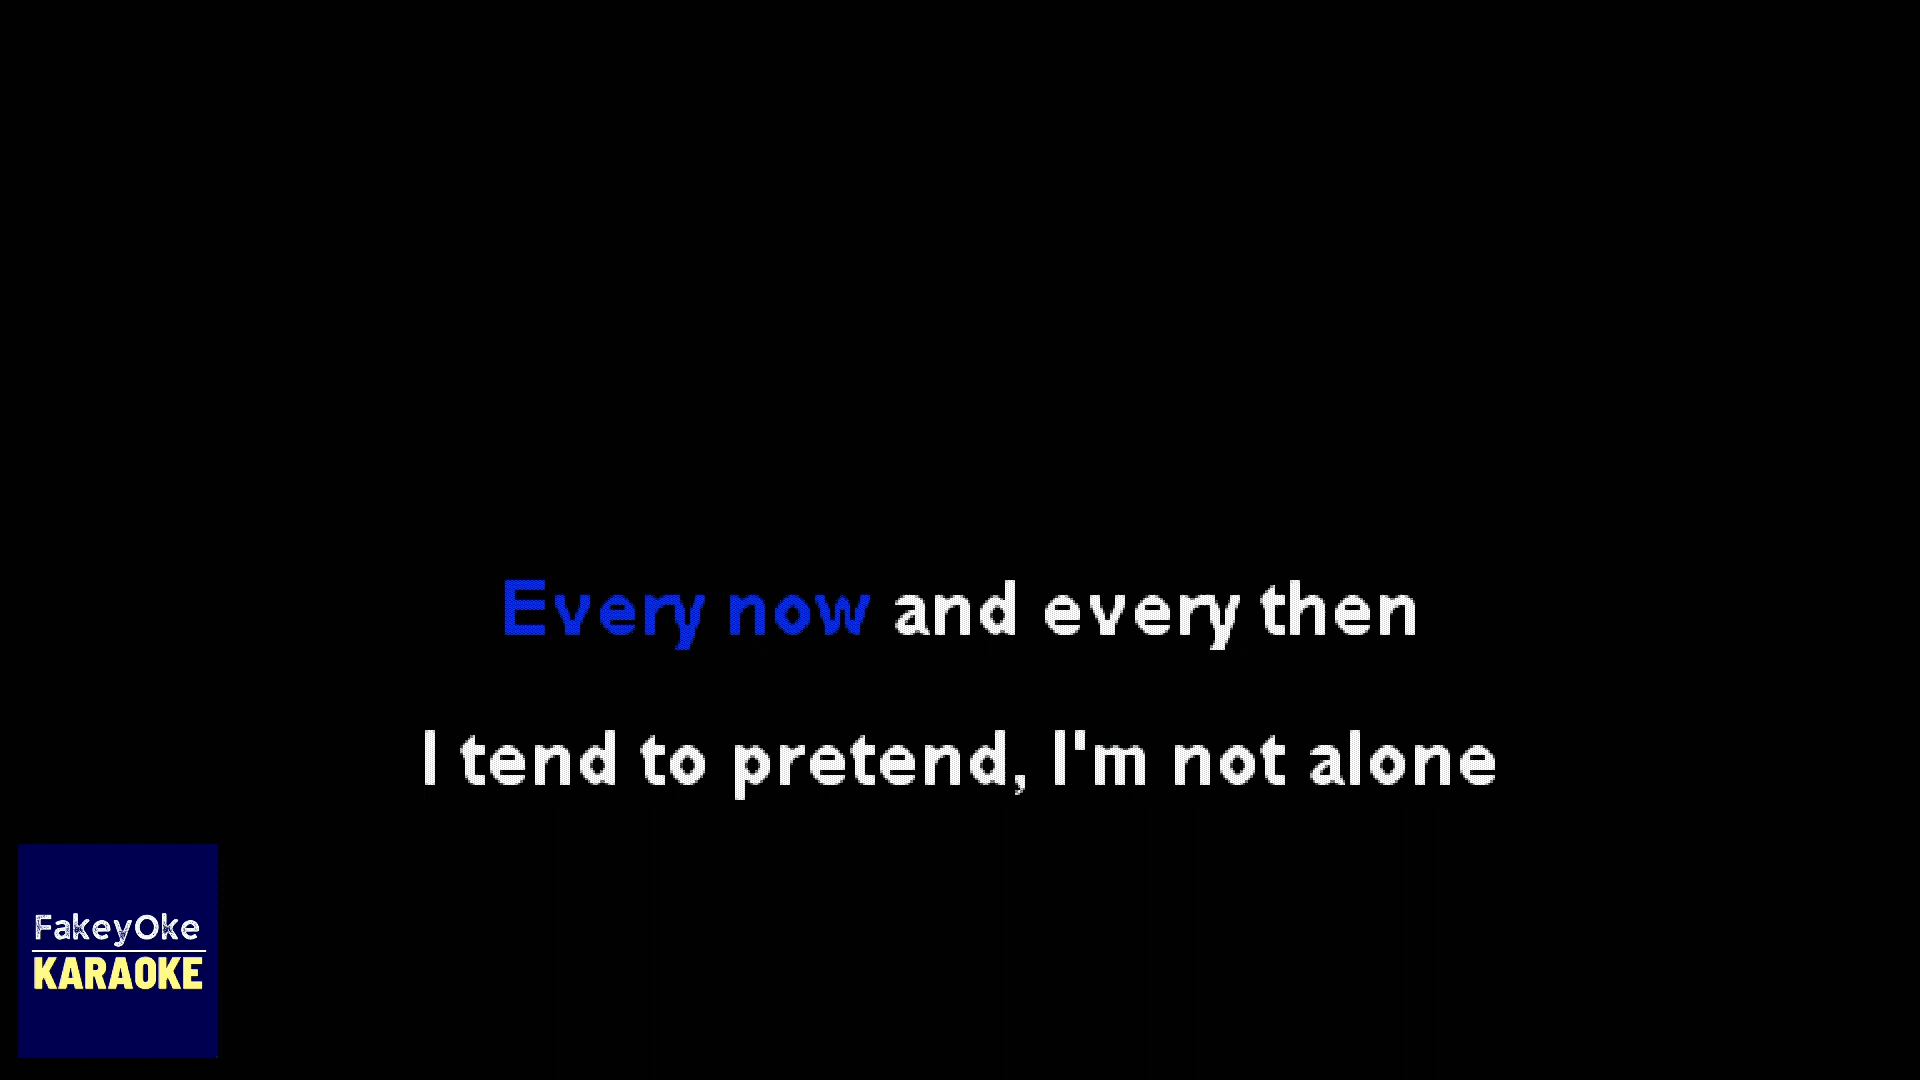 Every now and every then
I tend to pretend, I'm not alone
FakeyOke
KARAOKE